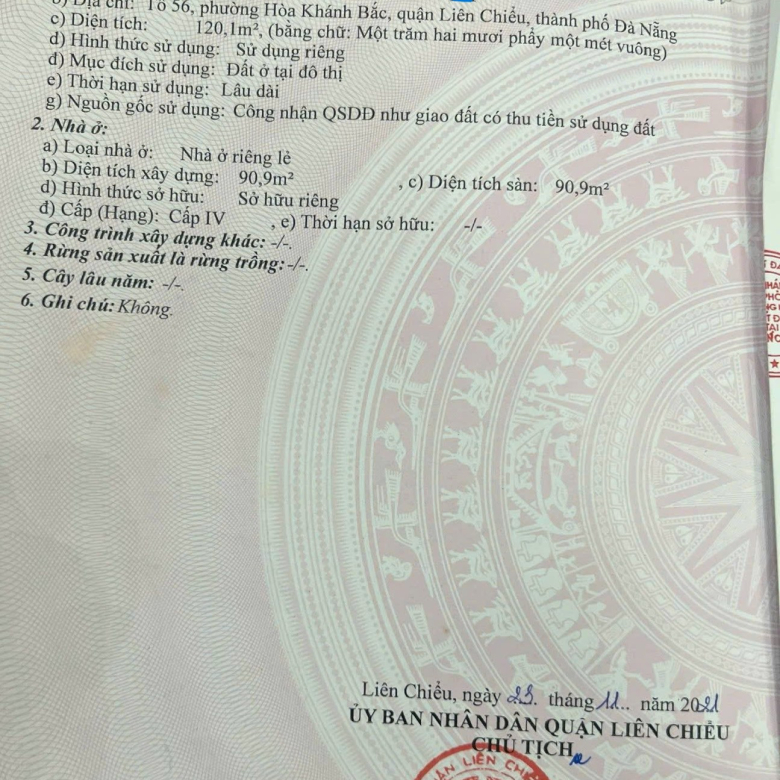 b) Địa chỉ: Tổ 56, phường Hòa Khánh Bắc, quận Liên Chiểu, thành phố Đà Nẵng
c) Diện tích: 120,1m², (bằng chữ: Một trăm hai mươi phẩy một mét vuông)
d) Hình thức sử dụng: Sử dụng riêng
đ) Mục đích sử dụng: Đất ở tại đô thị
e) Thời hạn sử dụng: Lâu dài
g) Nguồn gốc sử dụng: Công nhận QSDĐ như giao đất có thu tiền sử dụng đất
2. Nhà ở:
a) Loại nhà ở: Nhà ở riêng lẻ
b) Diện tích xây dựng: 90,9m² , c) Diện tích sàn: 90,9m²
d) Hình thức sở hữu: Sở hữu riêng
đ) Cấp (Hạng): Cấp IV , e) Thời hạn sở hữu: -/-
3. Công trình xây dựng khác: -/-.
4. Rừng sản xuất là rừng trồng: -/-.
5. Cây lâu năm: -/-.
6. Ghi chú: Không.
Liên Chiểu, ngày 23. tháng 11.. năm 2021
ỦY BAN NHÂN DÂN QUẬN LIÊN CHIỂU
CHỦ TỊCH
LIÊN